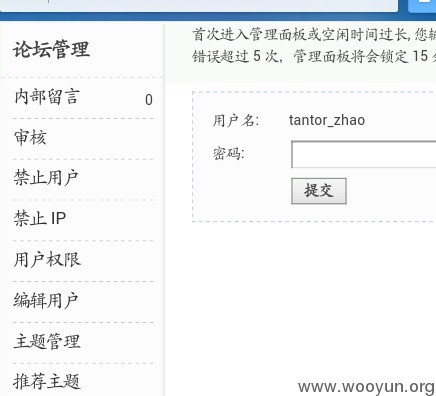 论坛管理
内部留言 0
审核
禁止用户
禁止 IP
用户权限
编辑用户
主题管理
推荐主题
首次进入管理面板或空闲时间过长, 您输
错误超过 5 次，管理面板将会锁定 15 分
用户名: tantor_zhao
密码:
提交
www.wooyun.org